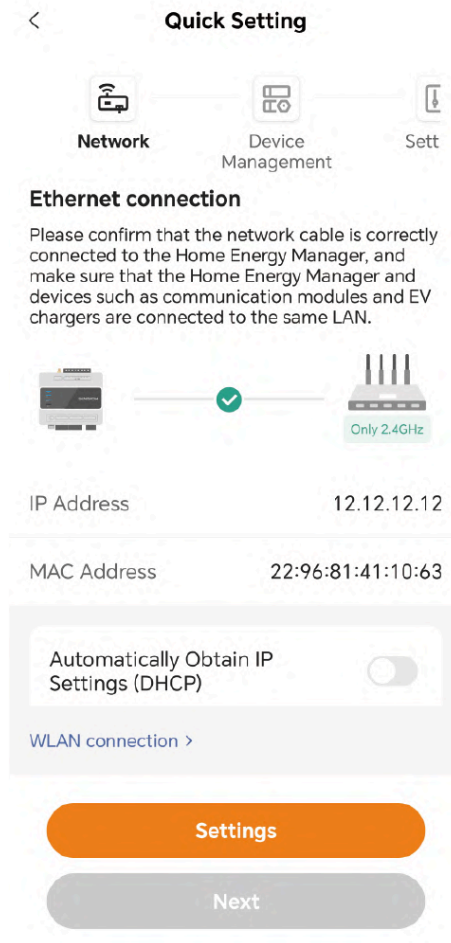 Quick Setting
Network
Device
Management
Sett
Ethernet connection
Please confirm that the network cable is correctly
connected to the Home Energy Manager, and
make sure that the Home Energy Manager and
devices such as communication modules and EV
chargers are connected to the same LAN.
Only 2.4GHz
IP Address 12.12.12.12
MAC Address 22:96:81:41:10:63
Automatically Obtain IP
Settings (DHCP)
WLAN connection >
Settings
Next